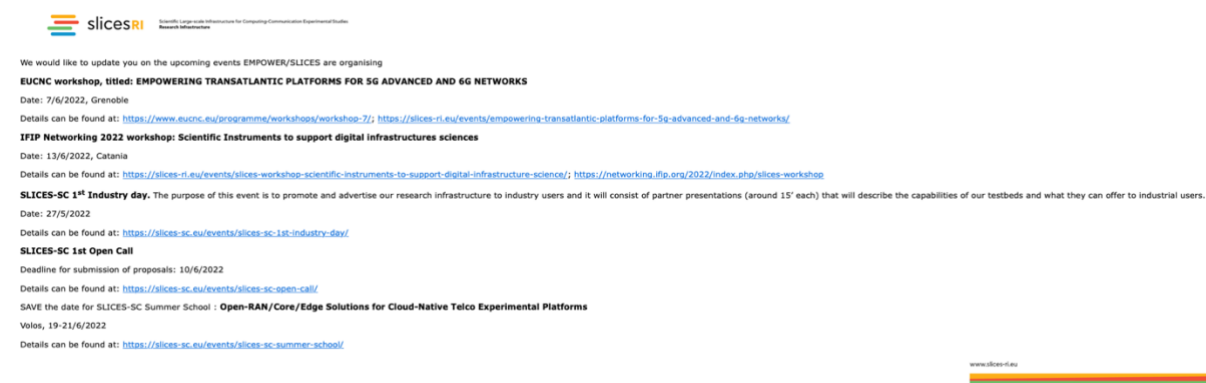 slices RI
Scientific Large-scale Infrastructure for Computing-Communication Experimental Studies
Research Infrastructure
We would like to update you on the upcoming events EMPOWER/SLICES are organising
EUCNC workshop, titled: EMPOWERING TRANSATLANTIC PLATFORMS FOR 5G ADVANCED AND 6G NETWORKS
Date: 7/6/2022, Grenoble
Details can be found at: https://www.eucnc.eu/programme/workshops/workshop-7/; https://slices-ri.eu/events/empowering-transatlantic-platforms-for-5g-advanced-and-6g-networks/
IFIP Networking 2022 workshop: Scientific Instruments to support digital infrastructures sciences
Date: 13/6/2022, Catania
Details can be found at: https://slices-ri.eu/events/slices-workshop-scientific-instruments-to-support-digital-infrastructure-science/; https://networking.ifip.org/2022/index.php/slices-workshop
SLICES-SC 1st Industry day. The purpose of this event is to promote and advertise our research infrastructure to industry users and it will consist of partner presentations (around 15' each) that will describe the capabilities of our testbeds and what they can offer to industrial users.
Date: 27/5/2022
Details can be found at: https://slices-sc.eu/events/slices-sc-1st-industry-day/
SLICES-SC 1st Open Call
Deadline for submission of proposals: 10/6/2022
Details can be found at: https://slices-sc.eu/events/slices-sc-open-call/
SAVE the date for SLICES-SC Summer School : Open-RAN/Core/Edge Solutions for Cloud-Native Telco Experimental Platforms
Volos, 19-21/6/2022
Details can be found at: https://slices-sc.eu/events/slices-sc-summer-school/
www.slices-ri.eu